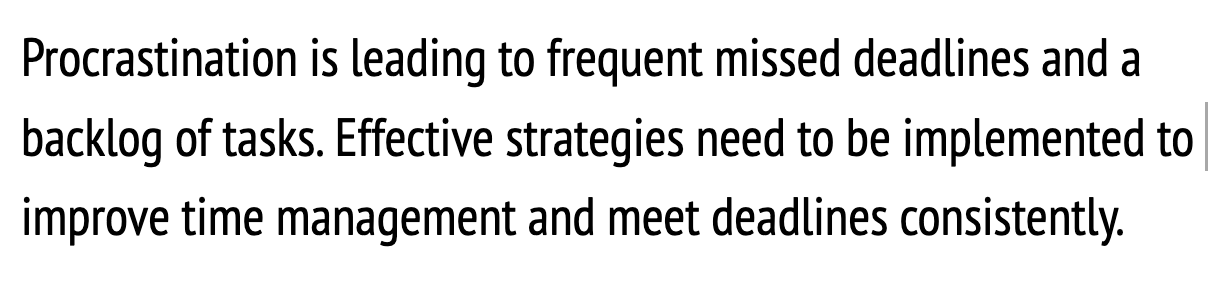 Procrastination is leading to frequent missed deadlines and a
backlog of tasks. Effective strategies need to be implemented to
improve time management and meet deadlines consistently.